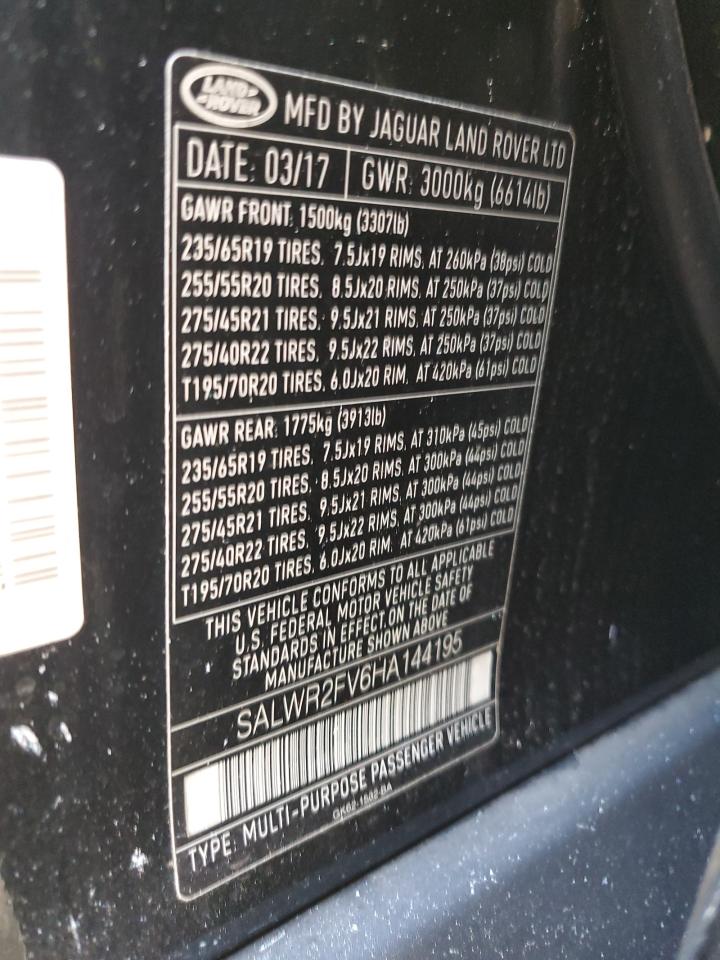 LAND ROVER
MFD BY JAGUAR LAND ROVER LTD
DATE: 03/17 GWR: 3000kg (6614lb)
GAWR FRONT: 1500kg (3307lb)
235/65R19 TIRES, 7.5Jx19 RIMS, AT 260kPa (38psi) COLD
255/55R20 TIRES, 8.5Jx20 RIMS, AT 250kPa (37psi) COLD
275/45R21 TIRES, 9.5Jx21 RIMS, AT 250kPa (37psi) COLD
275/40R22 TIRES, 9.5Jx22 RIMS, AT 250kPa (37psi) COLD
T195/70R20 TIRES, 6.0Jx20 RIM, AT 420kPa (61psi) COLD
GAWR REAR: 1775kg (3913lb)
235/65R19 TIRES, 7.5Jx19 RIMS, AT 310kPa (45psi) COLD
255/55R20 TIRES, 8.5Jx20 RIMS, AT 300kPa (44psi) COLD
275/45R21 TIRES, 9.5Jx21 RIMS, AT 300kPa (44psi) COLD
275/40R22 TIRES, 9.5Jx22 RIMS, AT 300kPa (44psi) COLD
T195/70R20 TIRES, 6.0Jx20 RIM, AT 420kPa (61psi) COLD
THIS VEHICLE CONFORMS TO ALL APPLICABLE
U.S. FEDERAL MOTOR VEHICLE SAFETY
STANDARDS IN EFFECT ON THE DATE OF
MANUFACTURE SHOWN ABOVE
SALWR2FV6HA144195
TYPE: MULTI-PURPOSE PASSENGER VEHICLE